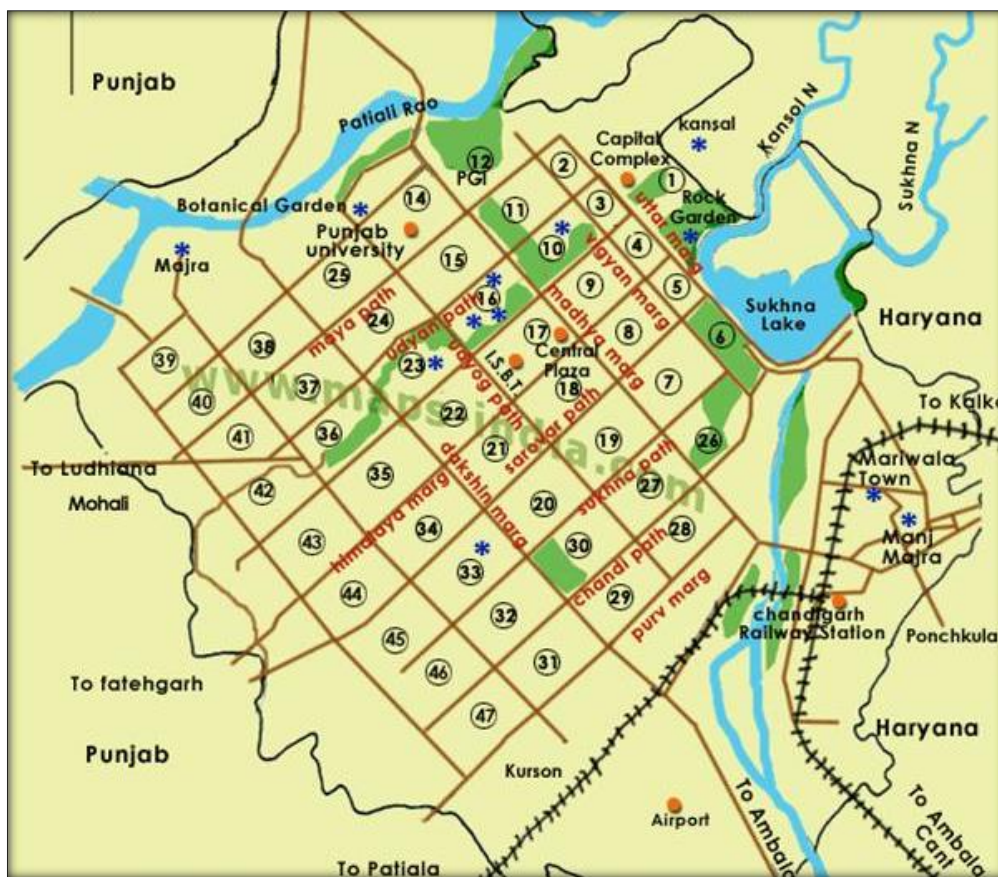 Punjab
Patiali Rao
kansal
Kansol N
Sukhna N
Capital
Complex
2
1
12
PGI
Rock
Garden
uttar marg
3
14
11
Botanical Garden
Punjab
university
10
4
vigyan marg
Majra
15
25
9
5
16
madhya marg
Sukhna
Lake
Haryana
maya path
24
udyan path
17
8
6
39
38
23
udyog path
I.S.B.T.
Central
Plaza
www.maps-india.com
37
18
7
To Kalka
40
22
sarovar path
41
36
21
19
sukhna path
26
Mariwala
Town
To Ludhiana
35
dakshin marg
27
42
himalaya marg
20
Mohali
34
28
Manj
Majra
43
30
chandi path
33
44
29
purv marg
chandigarh
Railway Station
32
Ponchkula
45
31
46
To fatehgarh
47
Punjab
Haryana
Kurson
Airport
To Ambala
To Ambala
Cant
To Patiala